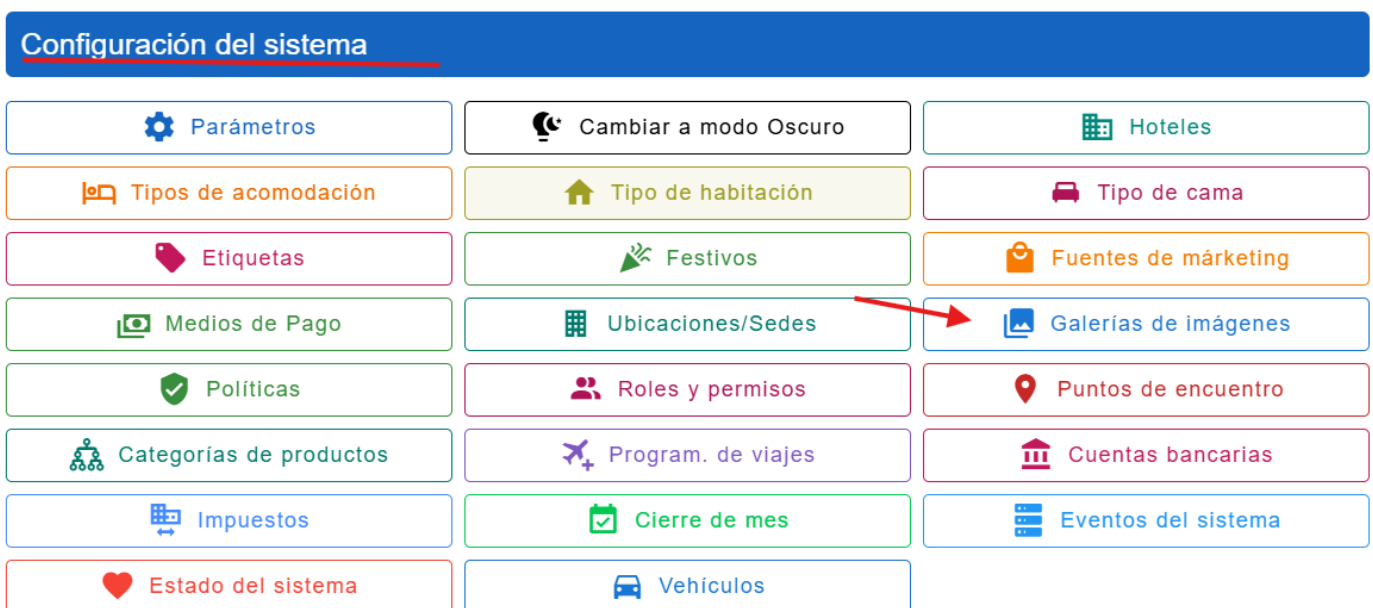 Configuración del sistema
Parámetros
Cambiar a modo Oscuro
Hoteles
Tipos de acomodación
Tipo de habitación
Tipo de cama
Etiquetas
Festivos
Fuentes de márketing
Medios de Pago
Ubicaciones/Sedes
Galerías de imágenes
Políticas
Roles y permisos
Puntos de encuentro
Categorías de productos
Program. de viajes
Cuentas bancarias
Impuestos
Cierre de mes
Eventos del sistema
Estado del sistema
Vehículos